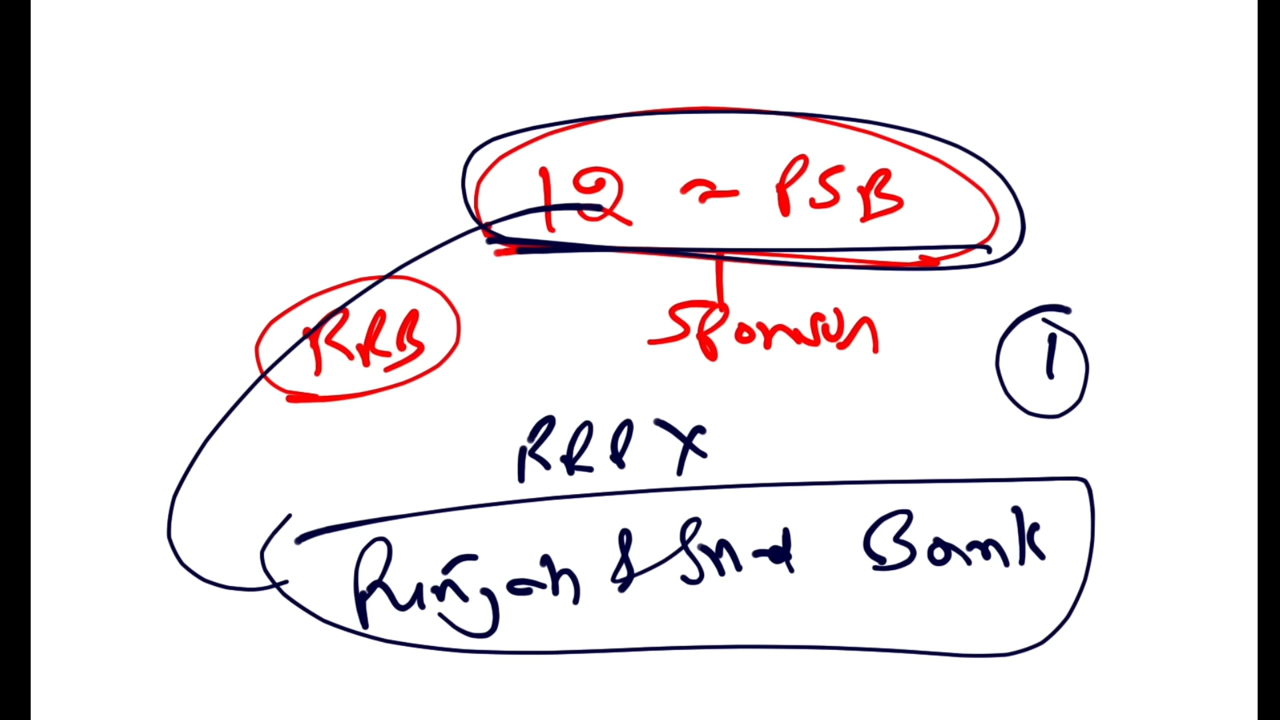 12 ~ PSB
Sponsor
RRB
1
RRB X
Punjab & Sind Bank